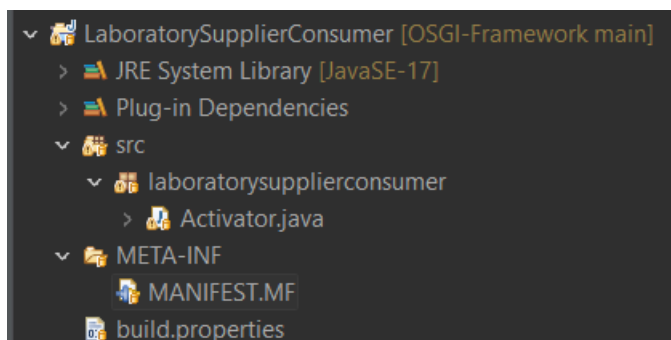 LaboratorySupplierConsumer [OSGI-Framework main]
JRE System Library [JavaSE-17]
Plug-in Dependencies
src
laboratorysupplierconsumer
Activator.java
META-INF
MANIFEST.MF
build.properties